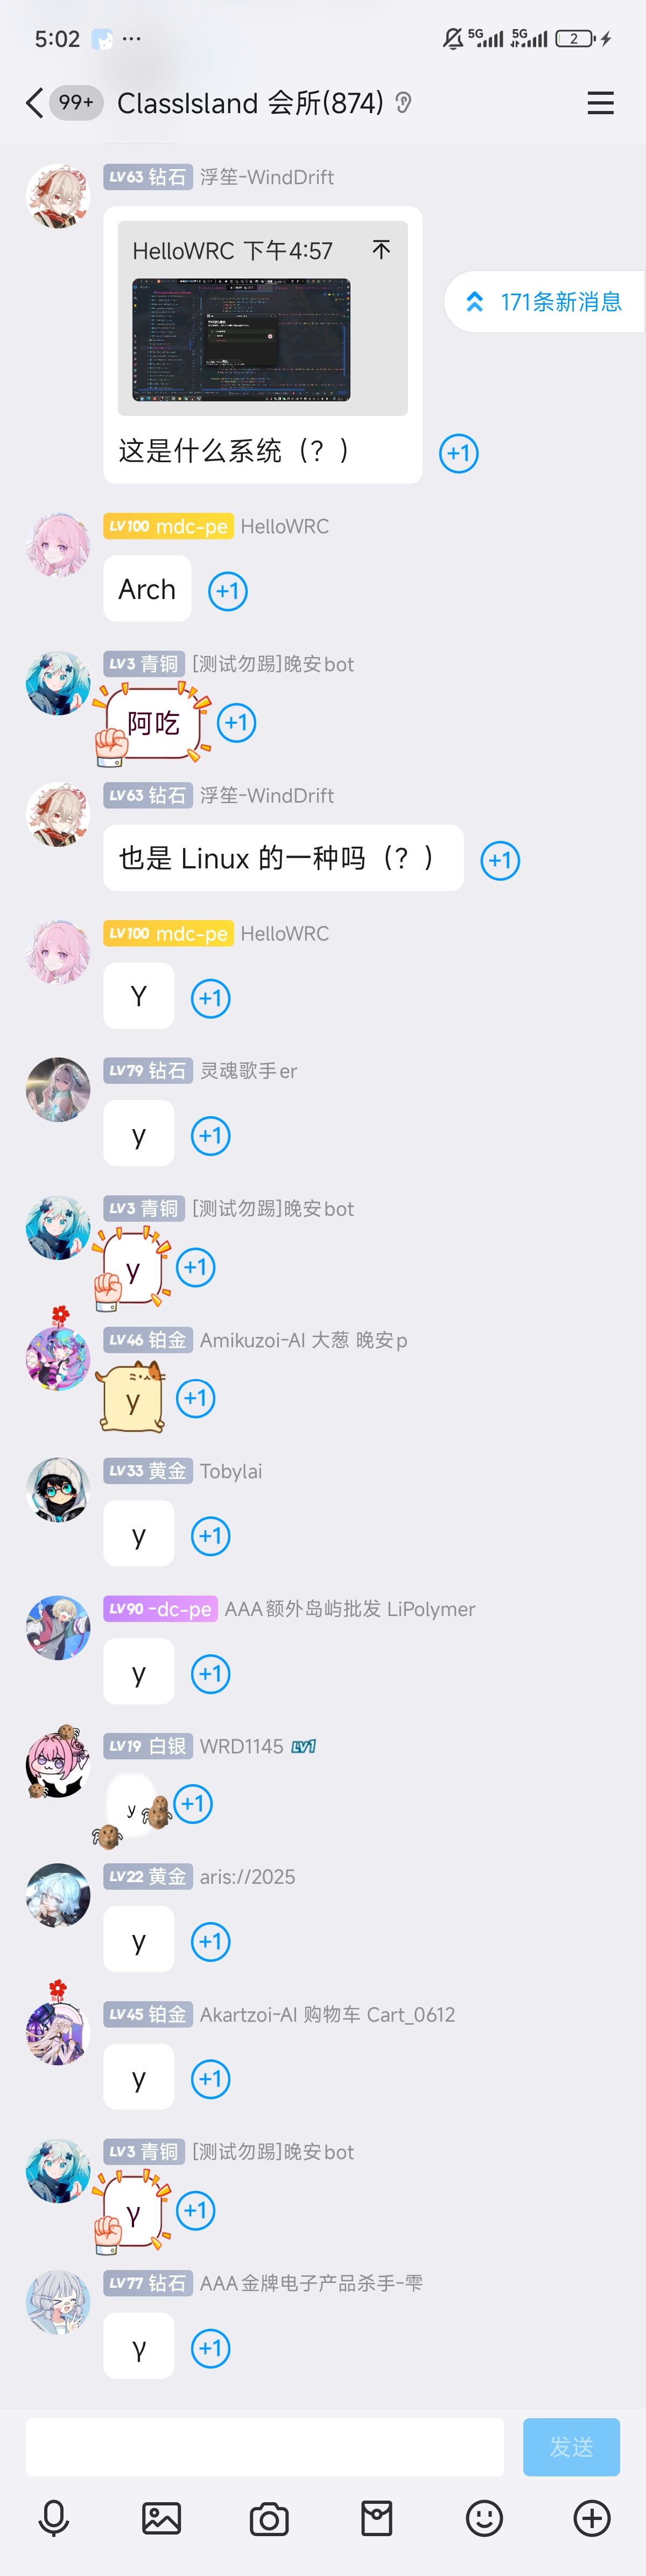 5:02 ...
5G 5G 2
99+ ClassIsland 会所(874)
LV63 钻石 浮笙-WindDrift
HelloWRC 下午4:57
171条新消息
这是什么系统（？）
+1
LV100 mdc-pe HelloWRC
Arch
+1
LV3 青铜 [测试勿踢]晚安bot
阿吃
+1
LV63 钻石 浮笙-WindDrift
也是 Linux 的一种吗（？）
+1
LV100 mdc-pe HelloWRC
Y
+1
LV79 钻石 灵魂歌手er
y
+1
LV3 青铜 [测试勿踢]晚安bot
y
+1
LV46 铂金 Amikuzoi-AI 大葱 晚安p
y
+1
LV33 黄金 Tobylai
y
+1
LV90 -dc-pe AAA额外岛屿批发 LiPolymer
y
+1
LV19 白银 WRD1145 LV1
y
+1
LV22 黄金 aris://2025
y
+1
LV45 铂金 Akartzoi-AI 购物车 Cart_0612
y
+1
LV3 青铜 [测试勿踢]晚安bot
γ
+1
LV77 钻石 AAA金牌电子产品杀手-雫
γ
+1
发送